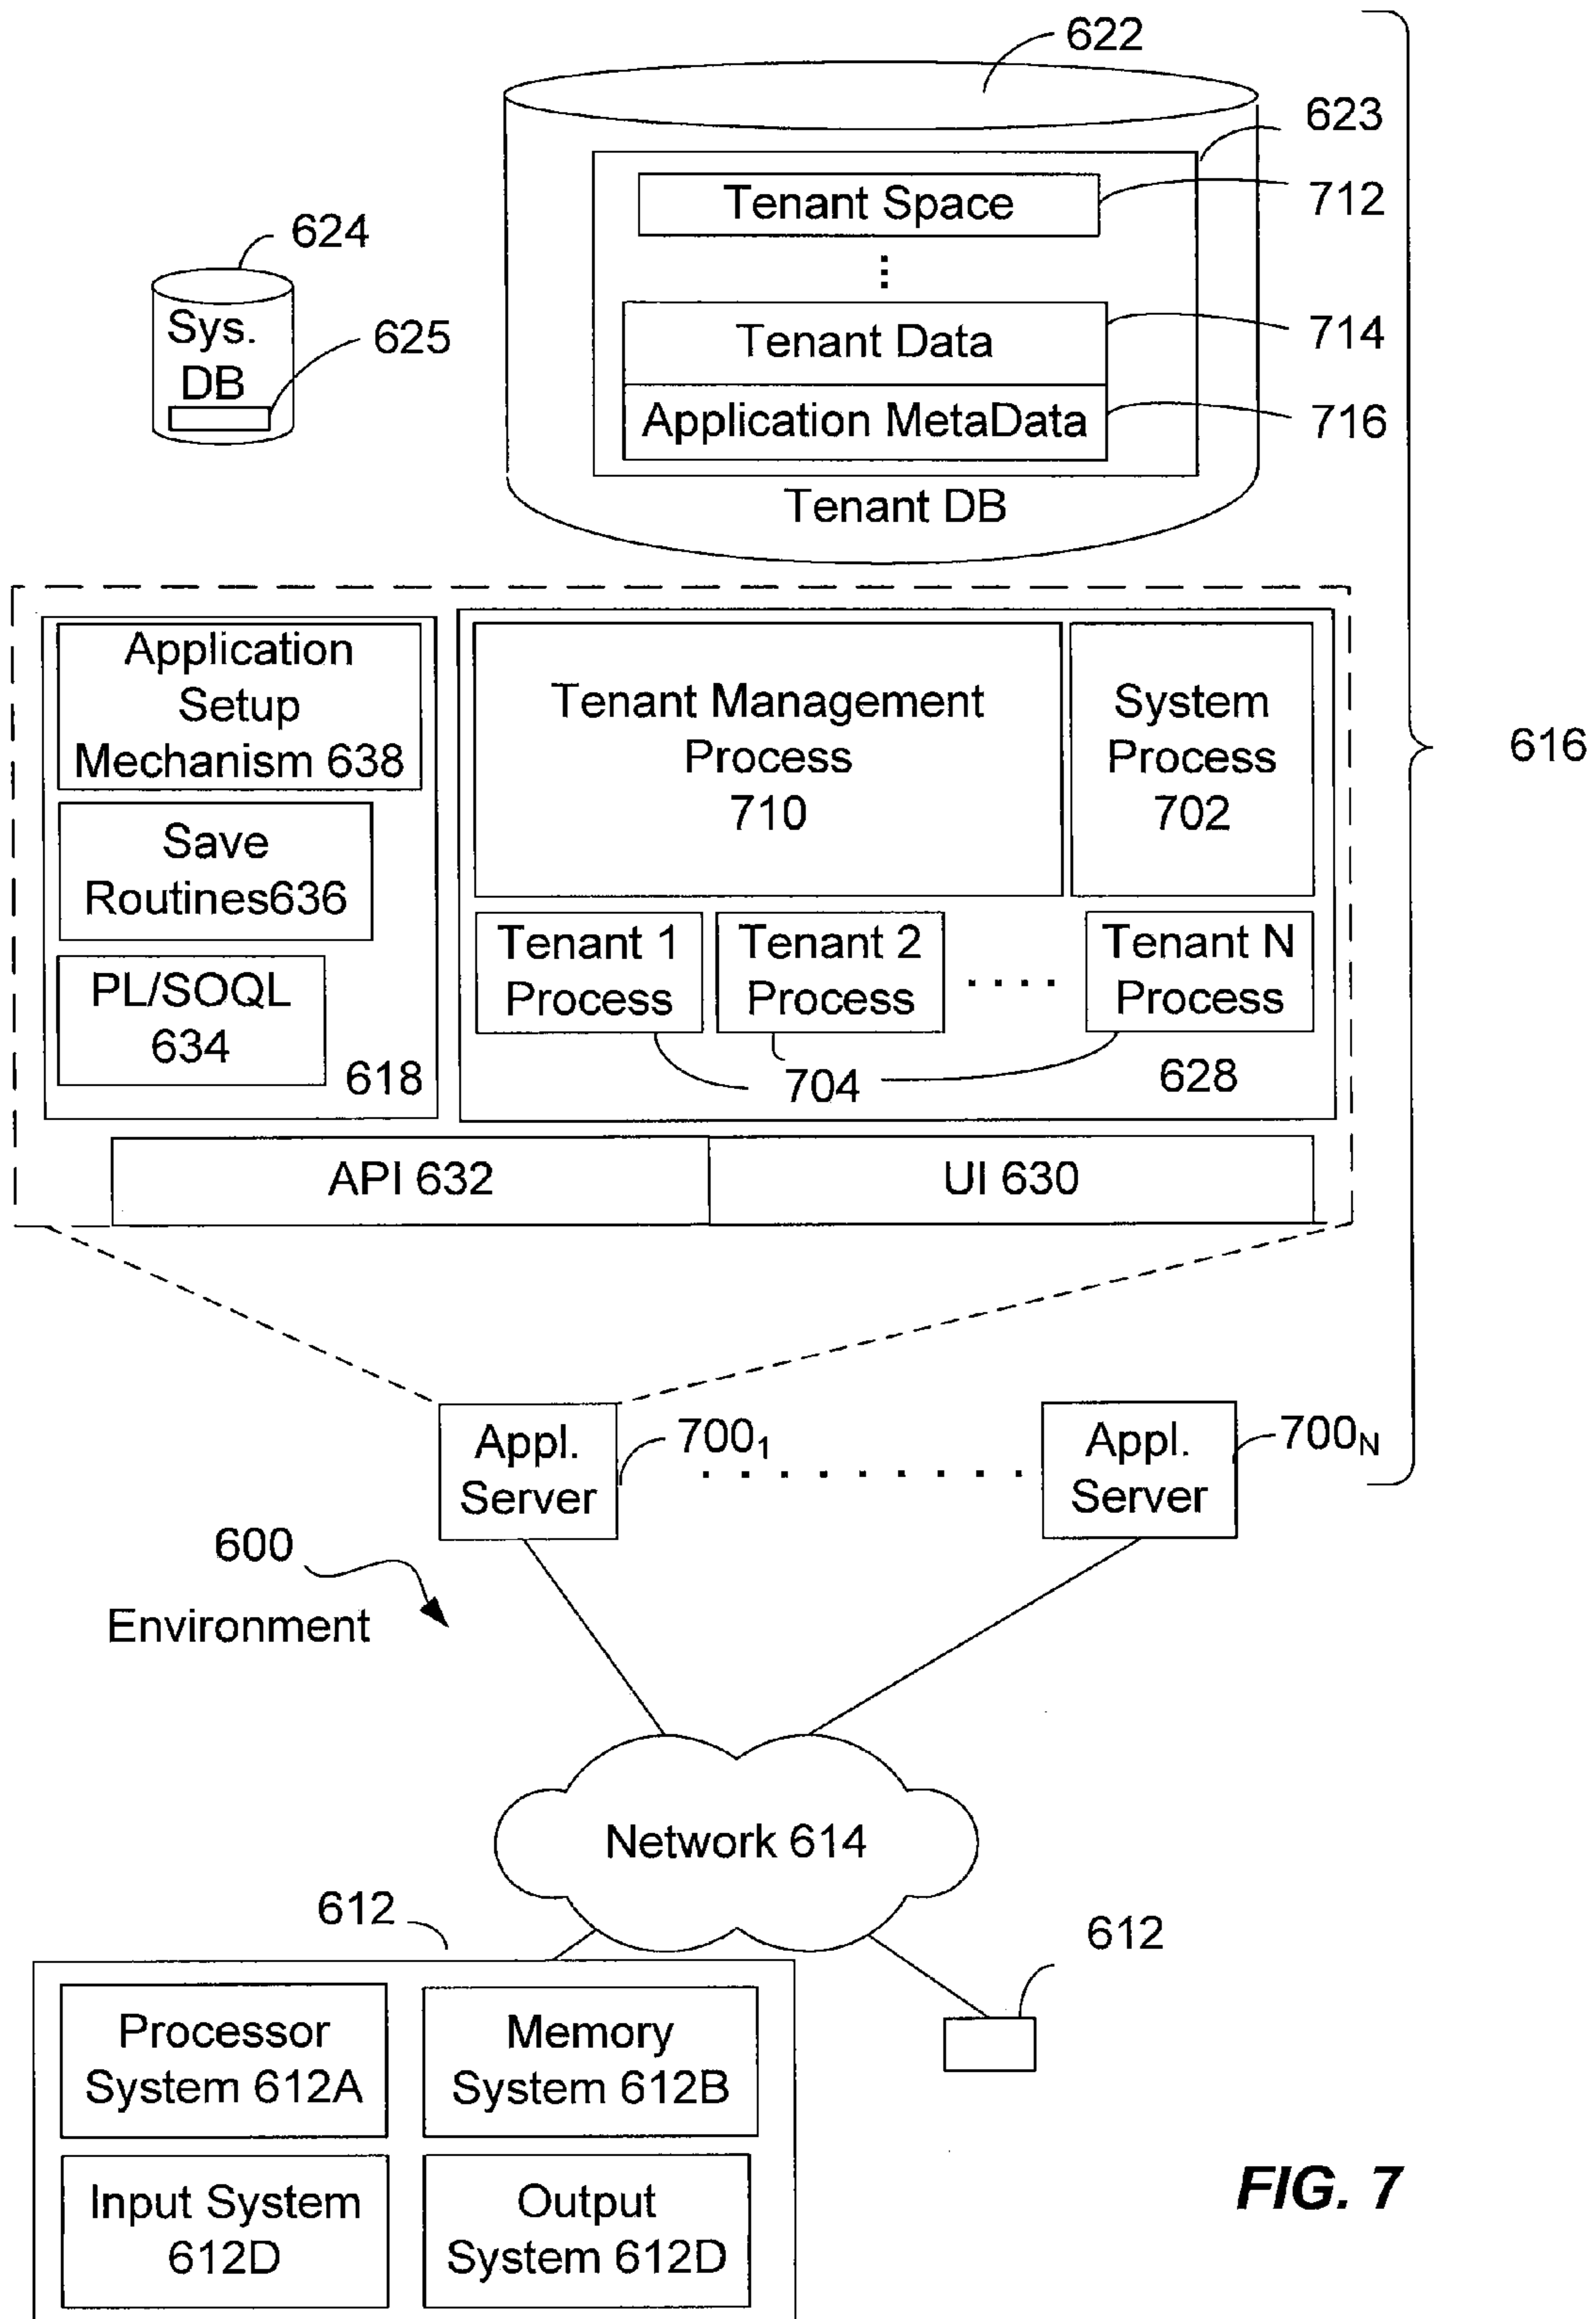 622
623
Tenant Space
712
624
Sys.
DB
625
Tenant Data
714
Application MetaData
716
Tenant DB
Application
Setup
Mechanism 638
Tenant Management
Process
710
System
Process
702
616
Save
Routines636
Tenant 1
Process
Tenant 2
Process
Tenant N
Process
PL/SOQL
634
618
704
628
API 632
UI 630
Appl.
Server
700₁
Appl.
Server
700N
600
Environment
Network 614
612
612
Processor
System 612A
Memory
System 612B
Input System
612D
Output
System 612D
FIG. 7